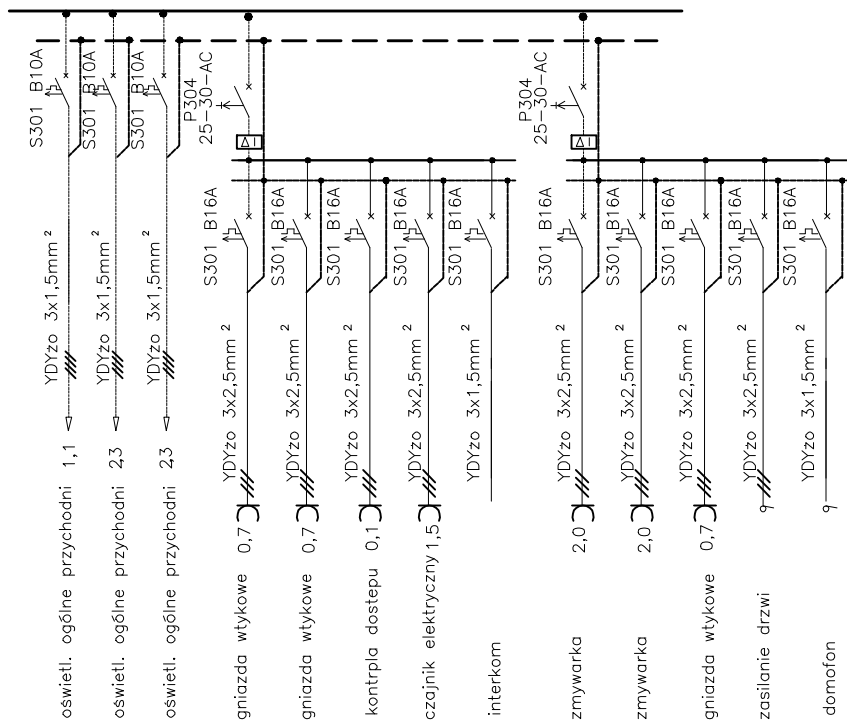 S301 B10A
YDYżo 3x1,5mm²
oświetl. ogólne przychodni 1,1
S301 B10A
YDYżo 3x1,5mm²
oświetl. ogólne przychodni 2,3
S301 B10A
YDYżo 3x1,5mm²
oświetl. ogólne przychodni 2,3
P304
25-30-AC
ΔI
S301 B16A
YDYżo 3x2,5mm²
gniazda wtykowe 0,7
S301 B16A
YDYżo 3x2,5mm²
gniazda wtykowe 0,7
S301 B16A
YDYżo 3x2,5mm²
kontrpla dostepu 0,1
S301 B16A
YDYżo 3x2,5mm²
czajnik elektryczny 1,5
S301 B16A
YDYżo 3x1,5mm²
interkom
P304
25-30-AC
ΔI
S301 B16A
YDYżo 3x2,5mm²
zmywarka 2,0
S301 B16A
YDYżo 3x2,5mm²
zmywarka 2,0
S301 B16A
YDYżo 3x2,5mm²
gniazda wtykowe 0,7
S301 B16A
YDYżo 3x2,5mm²
zasilanie drzwi
S301 B16A
YDYżo 3x1,5mm²
domofon